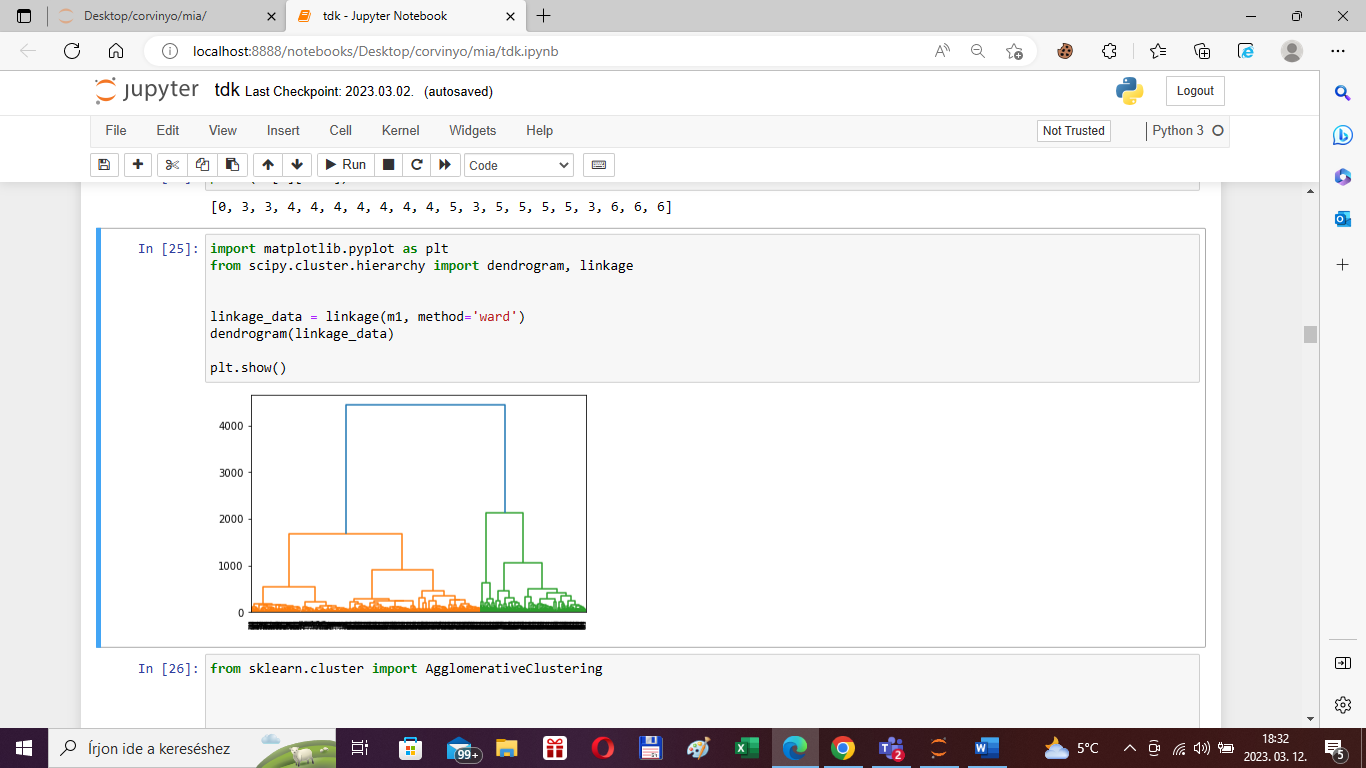 Desktop/corvinyo/mia/
tdk - Jupyter Notebook
localhost:8888/notebooks/Desktop/corvinyo/mia/tdk.ipynb
jupyter tdk Last Checkpoint: 2023.03.02. (autosaved)
Logout
File Edit View Insert Cell Kernel Widgets Help
Not Trusted
Python 3
Run
Code
[0, 3, 3, 4, 4, 4, 4, 4, 4, 4, 5, 3, 5, 5, 5, 5, 3, 6, 6, 6]
In [25]:
import matplotlib.pyplot as plt
from scipy.cluster.hierarchy import dendrogram, linkage
linkage_data = linkage(m1, method='ward')
dendrogram(linkage_data)
plt.show()
4000
3000
2000
1000
0
In [26]:
from sklearn.cluster import AgglomerativeClustering
Írjon ide a kereséshez
99+
2
5°C
18:32
2023. 03. 12.
5